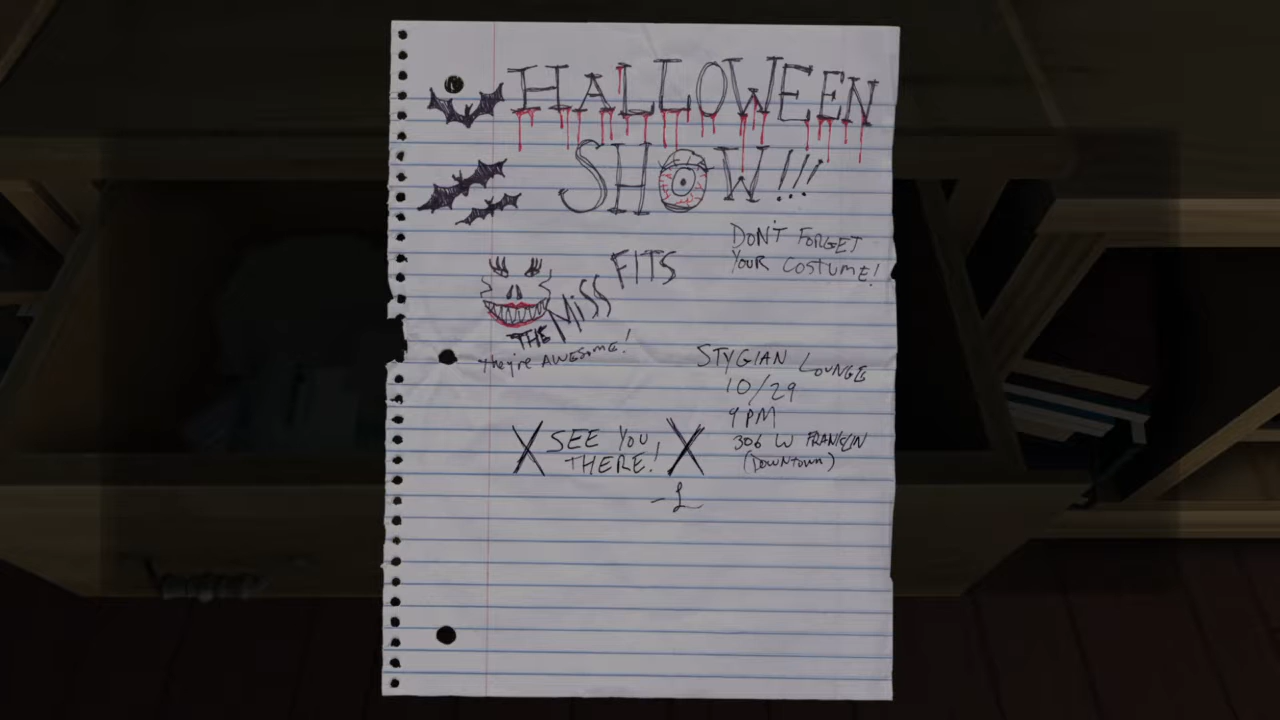 HALLOWEEN
SHOW!!!
DON'T FORGET
YOUR COSTUME!
THE MISS FITS
They're AWESOME!
STYGIAN LOUNGE
10/29
9PM
306 W FRANKLIN
(DOWNTOWN)
X SEE YOU X
THERE!
-L